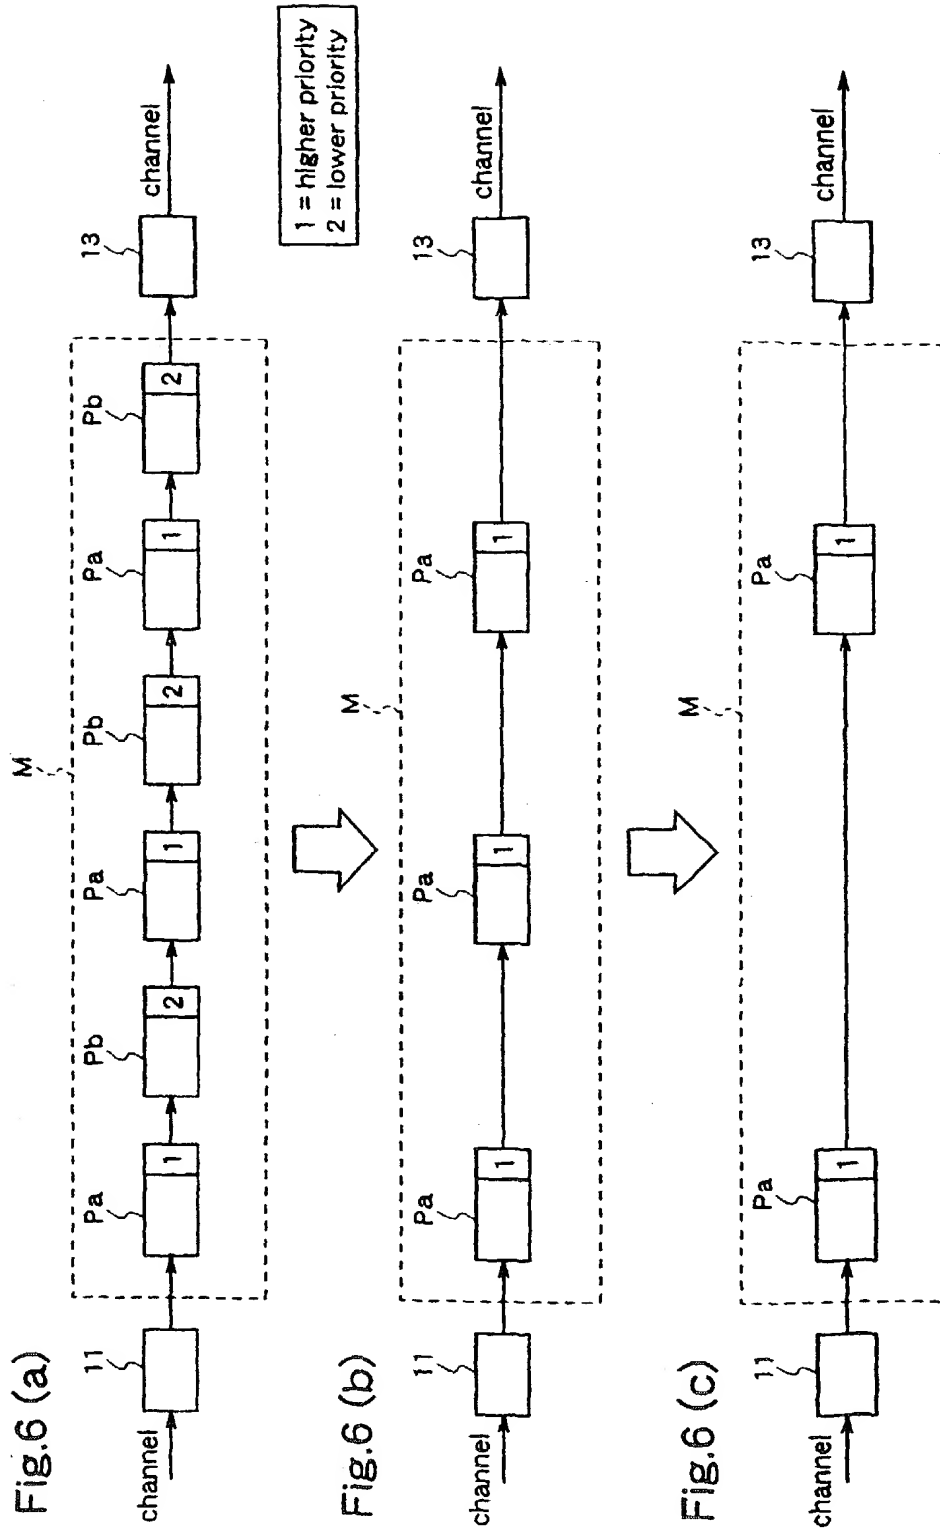 Fig.6 (a)
channel
11
M
Pa
1
Pb
2
Pa
1
Pb
2
Pa
1
Pb
2
13
channel
1 = higher priority
2 = lower priority
Fig.6 (b)
channel
11
M
Pa
1
Pa
1
Pa
1
13
channel
Fig.6 (c)
channel
11
M
Pa
1
Pa
1
13
channel